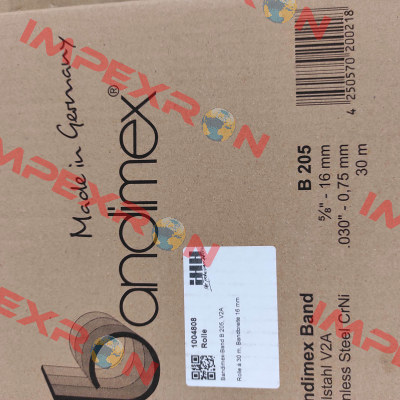 Made in Germany
bandimex®
4 250570 200218
B 205
5/8" - 16 mm
.030" - 0,75 mm
30 m
andimex Band
lstahl V2A
nless Steel CrNi
1004808
Rolle
Bandimex-Band B 205, V2A
Rolle à 30 m, Bandbreite 16 mm
IMPEXRON
IMPEXRON
IMPEXRON
IMPEXRON